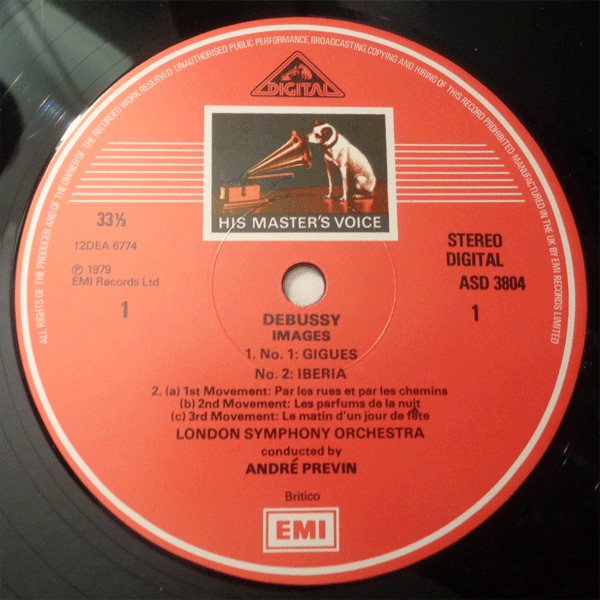 ALL RIGHTS OF THE PRODUCER AND OF THE OWNER OF THE RECORDED WORK RESERVED. UNAUTHORISED PUBLIC PERFORMANCE, BROADCASTING, COPYING AND HIRING OF THIS RECORD PROHIBITED. MANUFACTURED IN THE UK BY EMI RECORDS LIMITED
DIGITAL
HIS MASTER'S VOICE
33⅓
12DEA 6774
℗ 1979
EMI Records Ltd
1
STEREO
DIGITAL
ASD 3804
1
DEBUSSY
IMAGES
1. No. 1: GIGUES
No. 2: IBERIA
2. (a) 1st Movement: Par les rues et par les chemins
(b) 2nd Movement: Les parfums de la nuit
(c) 3rd Movement: Le matin d'un jour de fête
LONDON SYMPHONY ORCHESTRA
conducted by
ANDRÉ PREVIN
Britico
EMI